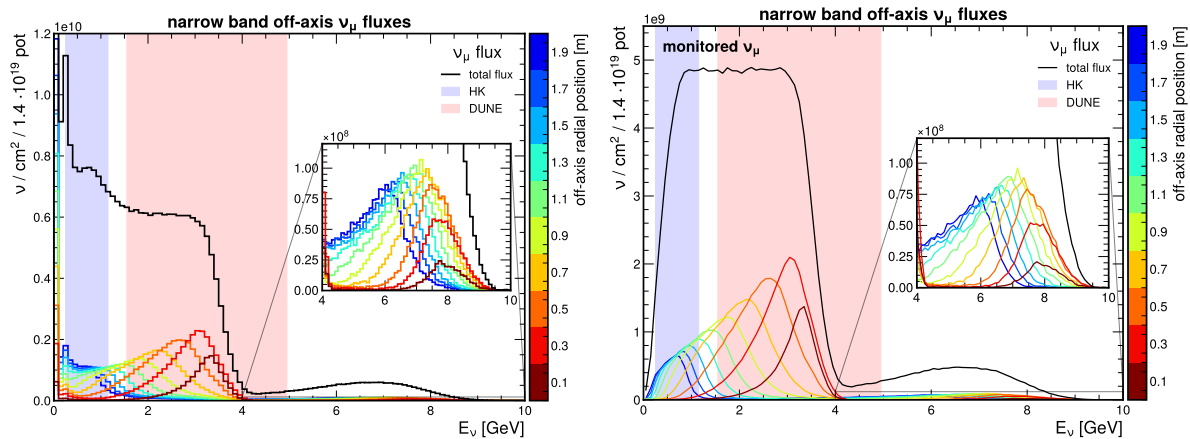 narrow band off-axis νμ fluxes
1e10
ν / cm² / 1.4 · 10¹⁹ pot
1.2
1.0
0.8
0.6
0.4
0.2
0.0
0 2 4 6 8 10
Eν [GeV]
νμ flux
total flux
HK
DUNE
×10⁸
1.00
0.75
0.50
0.25
0.00
4 6 8 10
1.9
1.7
1.5
1.3
1.1
0.9
0.7
0.5
0.3
0.1
off-axis radial position [m]
narrow band off-axis νμ fluxes
1e9
monitored νμ
ν / cm² / 1.4 · 10¹⁹ pot
5
4
3
2
1
0
0 2 4 6 8 10
Eν [GeV]
νμ flux
total flux
HK
DUNE
×10⁸
1.00
0.75
0.50
0.25
0.00
4 6 8 10
1.9
1.7
1.5
1.3
1.1
0.9
0.7
0.5
0.3
0.1
off-axis radial position [m]